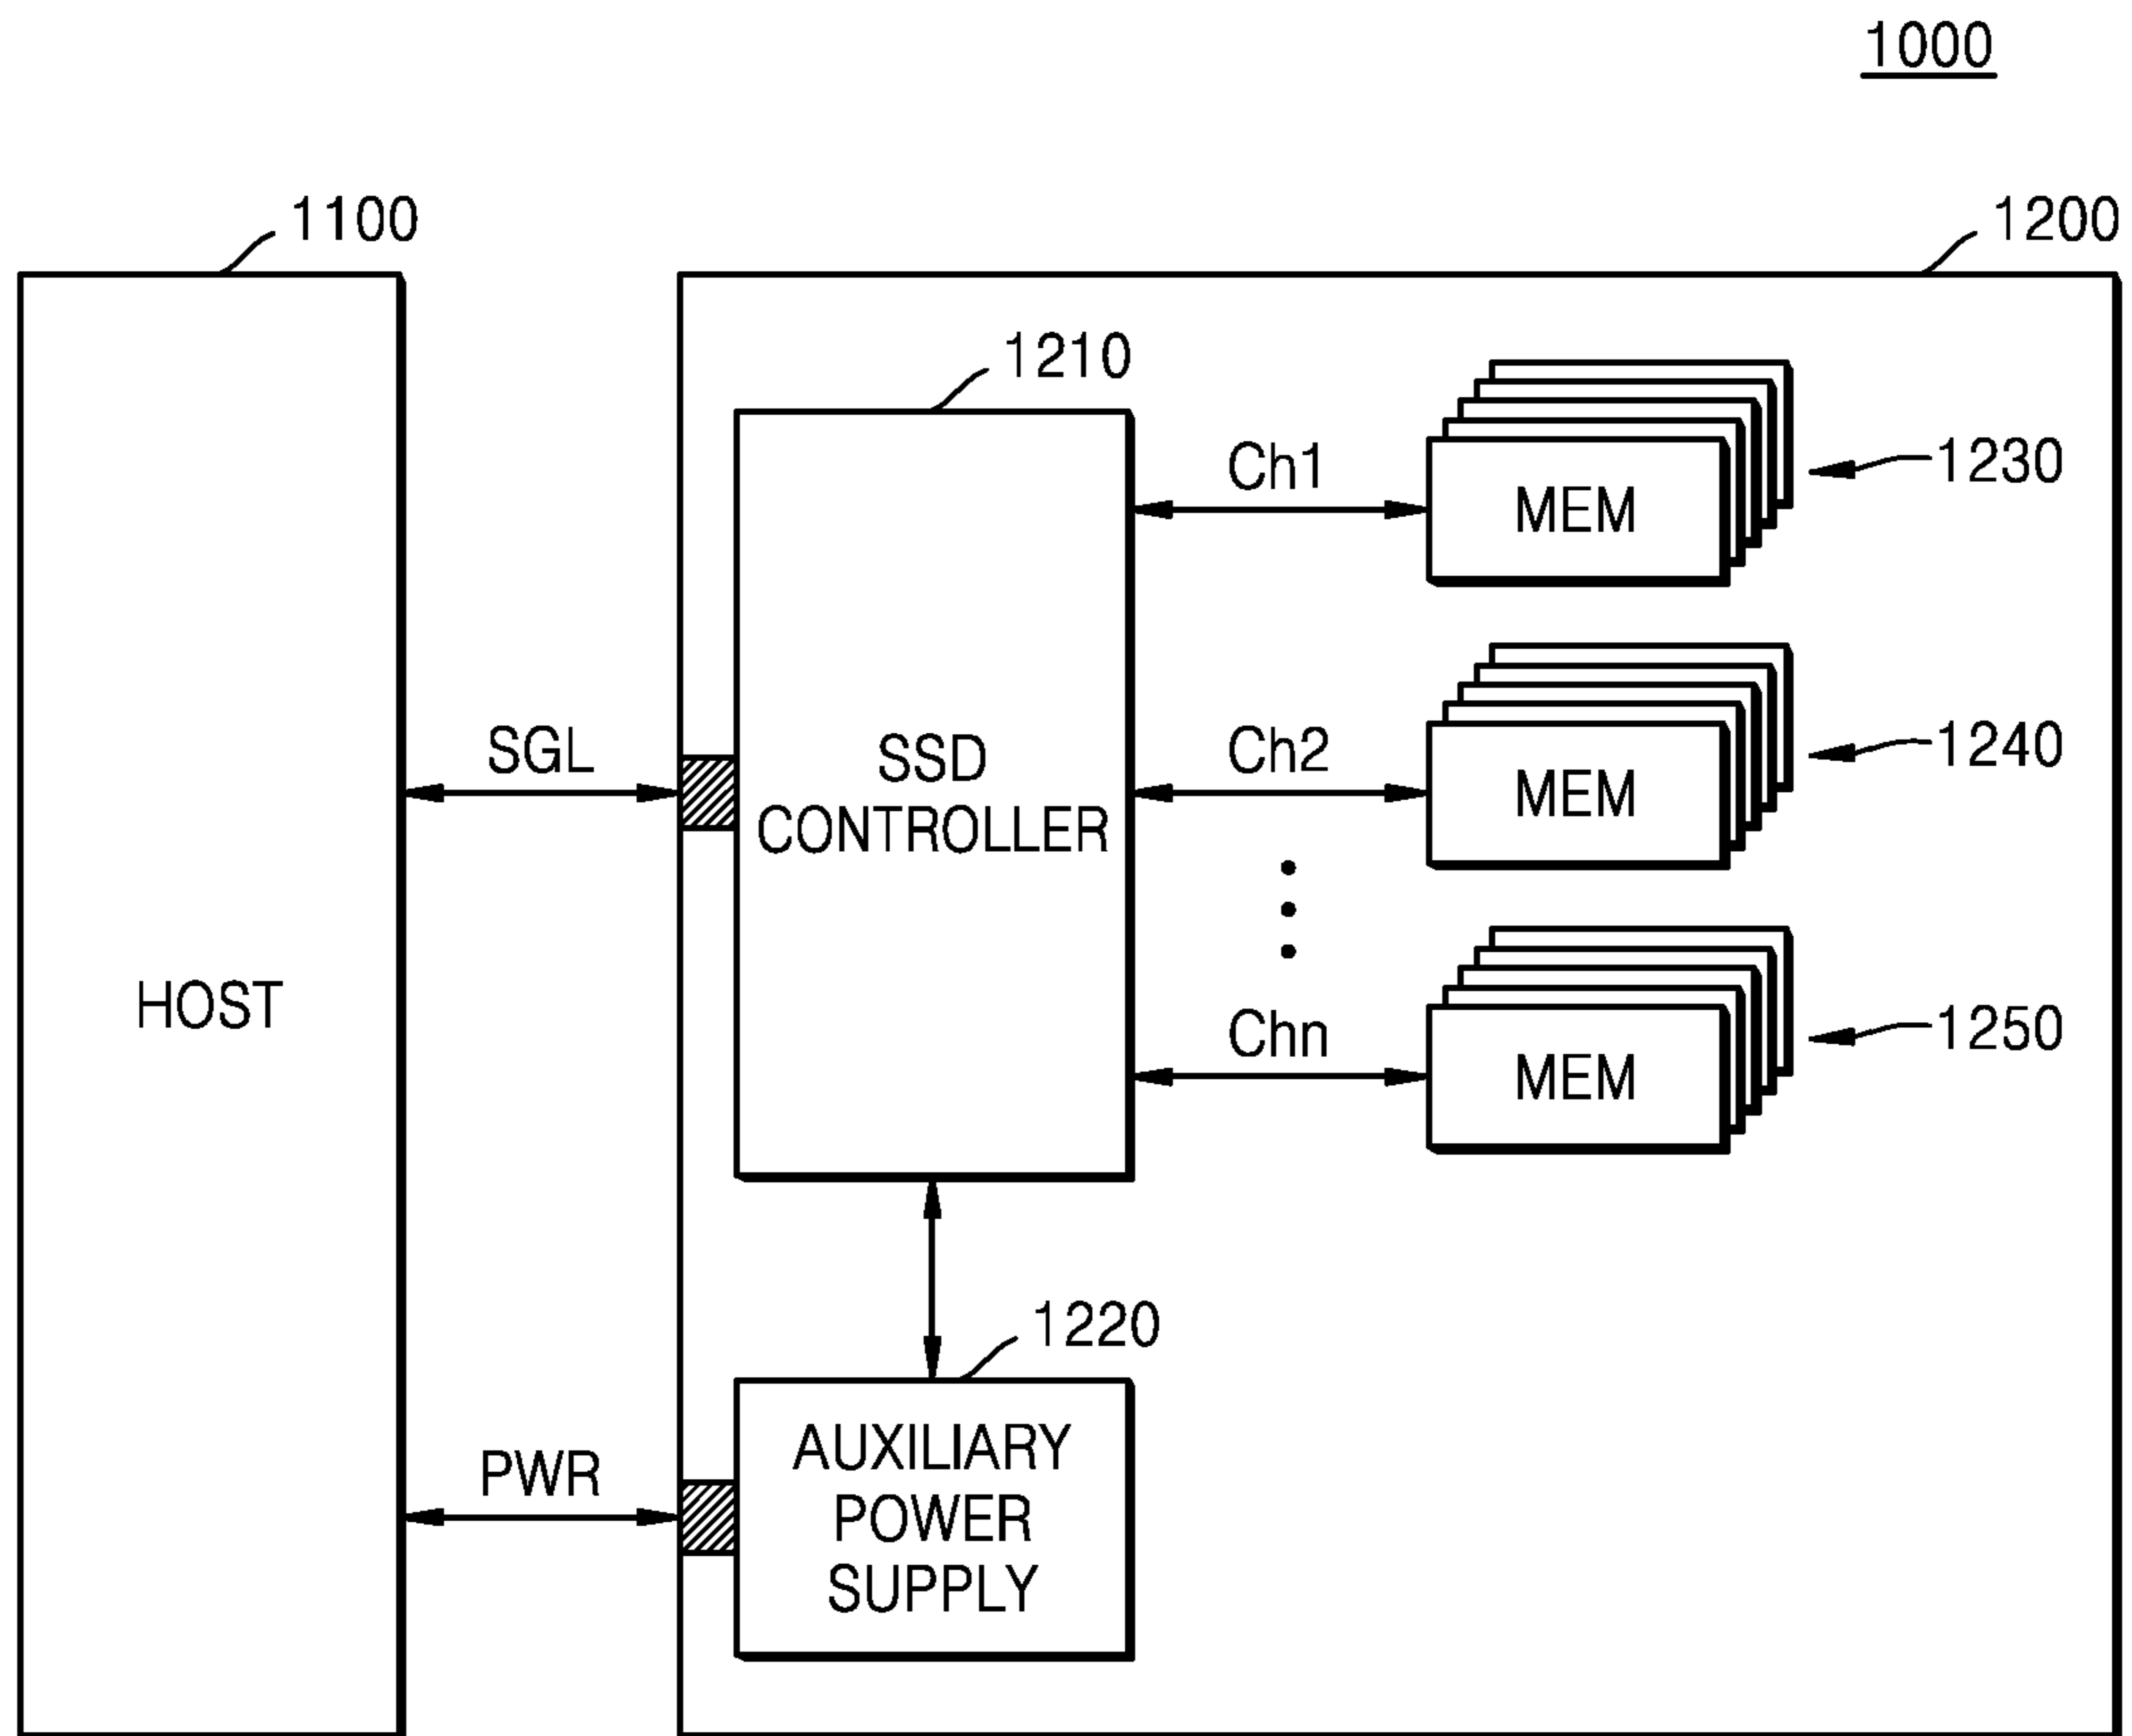 1000
1100
1200
1210
Ch1
MEM
1230
SGL
SSD
CONTROLLER
Ch2
MEM
1240
HOST
Chn
MEM
1250
1220
PWR
AUXILIARY
POWER
SUPPLY